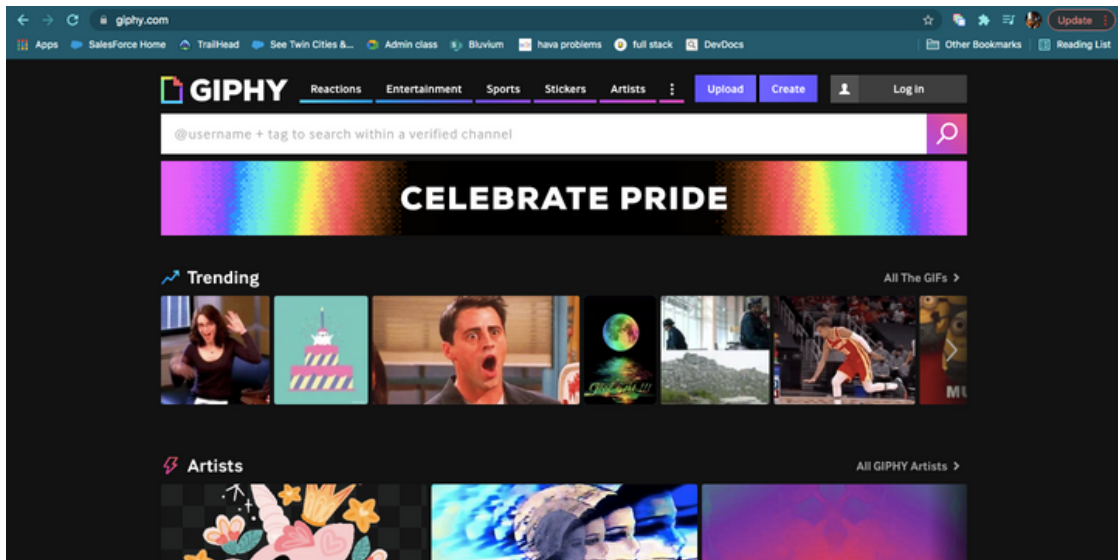 giphy.com
Update
Apps SalesForce Home TrailHead See Twin Cities &... Admin class Bluvium hava problems full stack DevDocs Other Bookmarks Reading List
GIPHY Reactions Entertainment Sports Stickers Artists Upload Create Log in
@username + tag to search within a verified channel
CELEBRATE PRIDE
Trending All The GIFs
MU
Artists All GIPHY Artists